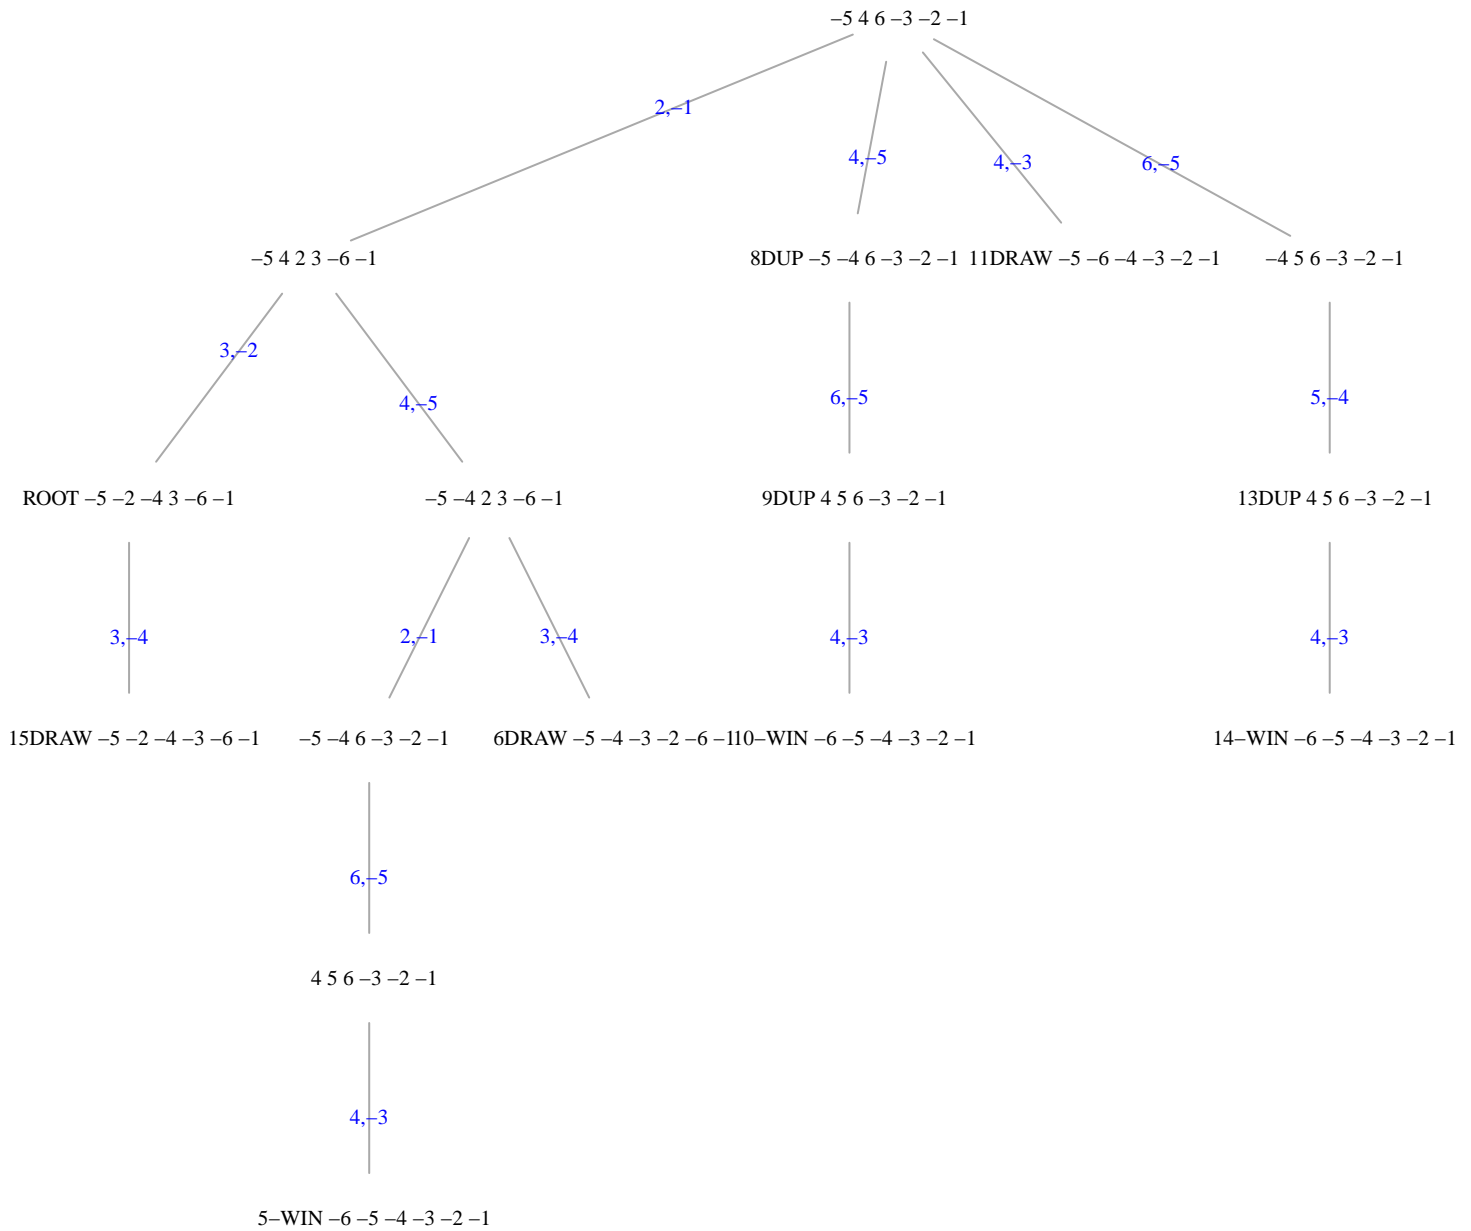 –5 4 6 –3 –2 –1
2,–1
4,–5
4,–3
6,–5
–5 4 2 3 –6 –1
8DUP –5 –4 6 –3 –2 –1
11DRAW –5 –6 –4 –3 –2 –1
–4 5 6 –3 –2 –1
3,–2
4,–5
6,–5
5,–4
ROOT –5 –2 –4 3 –6 –1
–5 –4 2 3 –6 –1
9DUP 4 5 6 –3 –2 –1
13DUP 4 5 6 –3 –2 –1
3,–4
2,–1
3,–4
4,–3
4,–3
15DRAW –5 –2 –4 –3 –6 –1
–5 –4 6 –3 –2 –1
6DRAW –5 –4 –3 –2 –6 –1
10–WIN –6 –5 –4 –3 –2 –1
14–WIN –6 –5 –4 –3 –2 –1
6,–5
4 5 6 –3 –2 –1
4,–3
5–WIN –6 –5 –4 –3 –2 –1